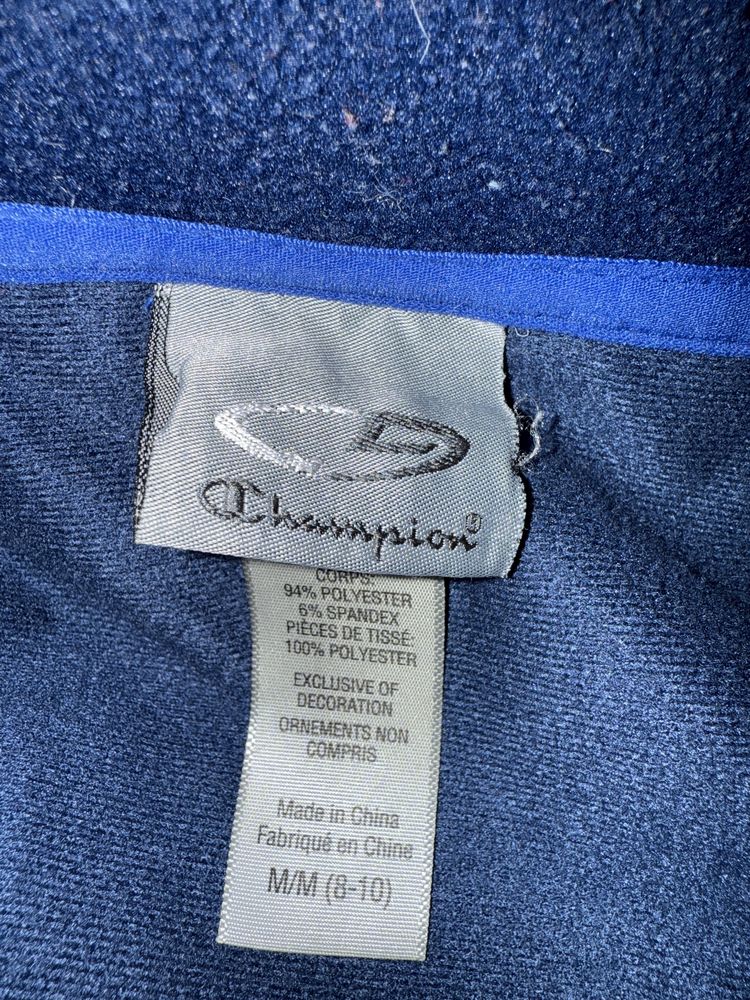 Champion®
CORPS:
94% POLYESTER
6% SPANDEX
PIÈCES DE TISSÉ:
100% POLYESTER
EXCLUSIVE OF
DECORATION
ORNEMENTS NON
COMPRIS
Made in China
Fabriqué en Chine
M/M (8-10)